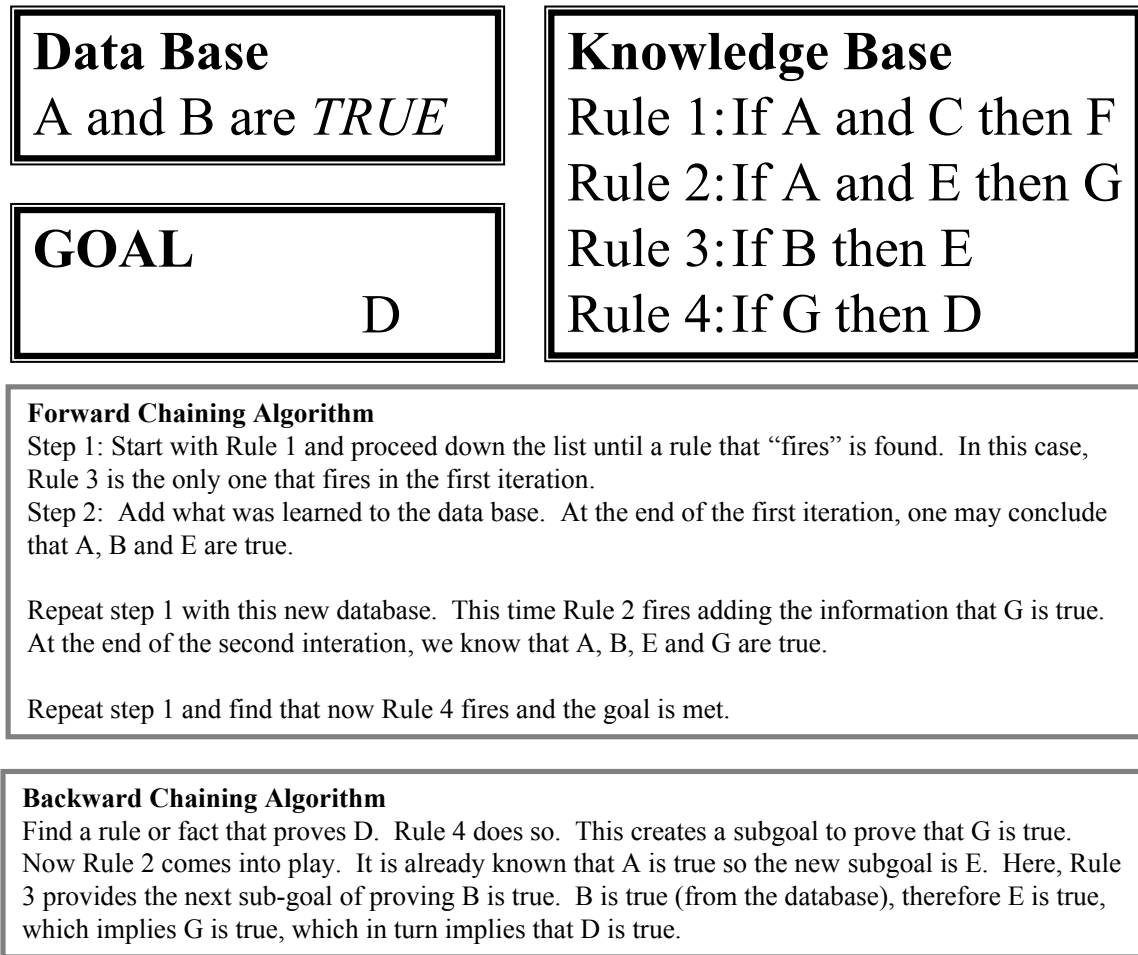 Data Base
A and B are TRUE
GOAL
D
Knowledge Base
Rule 1: If A and C then F
Rule 2: If A and E then G
Rule 3: If B then E
Rule 4: If G then D
Forward Chaining Algorithm
Step 1: Start with Rule 1 and proceed down the list until a rule that “fires” is found.  In this case,
Rule 3 is the only one that fires in the first iteration.
Step 2:  Add what was learned to the data base.  At the end of the first iteration, one may conclude
that A, B and E are true.
Repeat step 1 with this new database.  This time Rule 2 fires adding the information that G is true.
At the end of the second interation, we know that A, B, E and G are true.
Repeat step 1 and find that now Rule 4 fires and the goal is met.
Backward Chaining Algorithm
Find a rule or fact that proves D.  Rule 4 does so.  This creates a subgoal to prove that G is true.
Now Rule 2 comes into play.  It is already known that A is true so the new subgoal is E.  Here, Rule
3 provides the next sub-goal of proving B is true.  B is true (from the database), therefore E is true,
which implies G is true, which in turn implies that D is true.